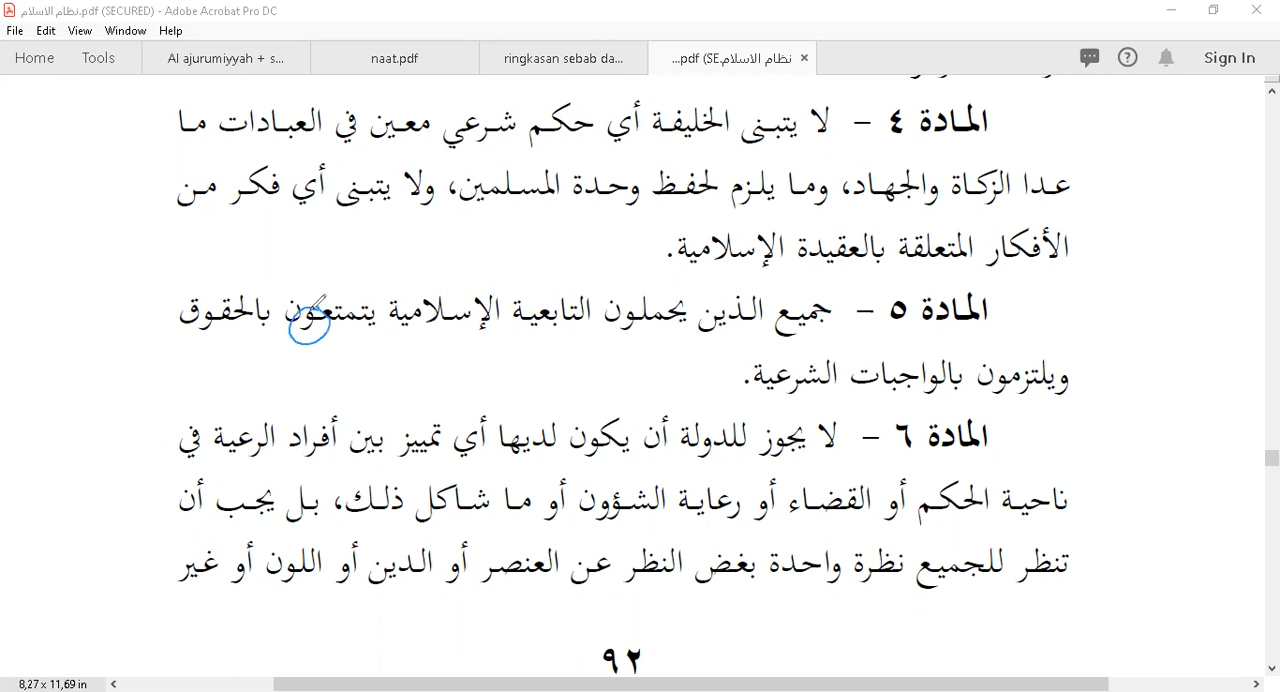 نظام الاسلام.pdf (SECURED) - Adobe Acrobat Pro DC
File Edit View Window Help
Home Tools Al ajurumiyyah + s... naat.pdf ringkasan sebab da... ...نظام الاسلام.pdf (SE × Sign In
المادة ٤ – لا يتبنى الخليفة أي حكم شرعي معين في العبادات ما
عدا الزكاة والجهاد، وما يلزم لحفظ وحدة المسلمين، ولا يتبنى أي فكر من
الأفكار المتعلقة بالعقيدة الإسلامية.
المادة ٥ – جميع الذين يحملون التابعية الإسلامية يتمتعون بالحقوق
ويلتزمون بالواجبات الشرعية.
المادة ٦ – لا يجوز للدولة أن يكون لديها أي تمييز بين أفراد الرعية في
ناحية الحكم أو القضاء أو رعاية الشؤون أو ما شاكل ذلك، بل يجب أن
تنظر للجميع نظرة واحدة بغض النظر عن العنصر أو الدين أو اللون أو غير
٩٢
8,27 x 11,69 in